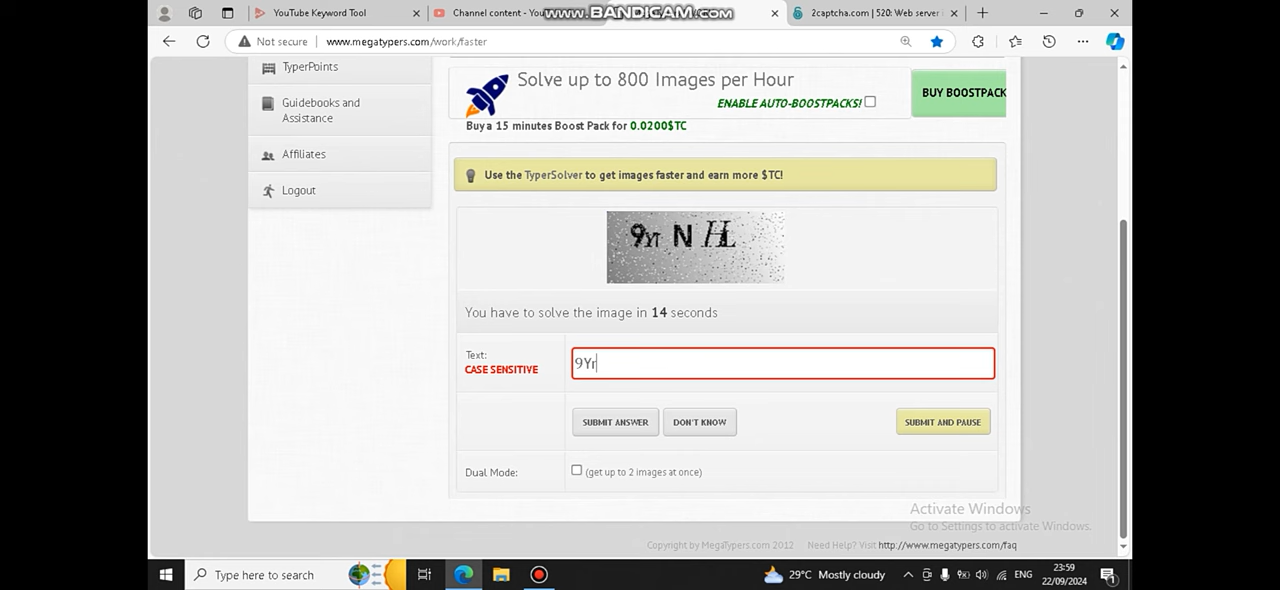 YouTube Keyword Tool
Channel content - You
www.BANDICAM.com
2captcha.com | 520: Web server i
Not secure
www.megatypers.com/work/faster
TyperPoints
Guidebooks and
Assistance
Affiliates
Logout
Solve up to 800 Images per Hour
ENABLE AUTO-BOOSTPACKS!
BUY BOOSTPACK
Buy a 15 minutes Boost Pack for 0.0200$TC
Use the TyperSolver to get images faster and earn more $TC!
You have to solve the image in 14 seconds
Text:
CASE SENSITIVE
9Yr
SUBMIT ANSWER
DON'T KNOW
SUBMIT AND PAUSE
Dual Mode:
(get up to 2 images at once)
Activate Windows
Go to Settings to activate Windows.
Copyright by MegaTypers.com 2012
Need Help? Visit http://www.megatypers.com/faq
Type here to search
29°C Mostly cloudy
ENG
23:59
22/09/2024
1